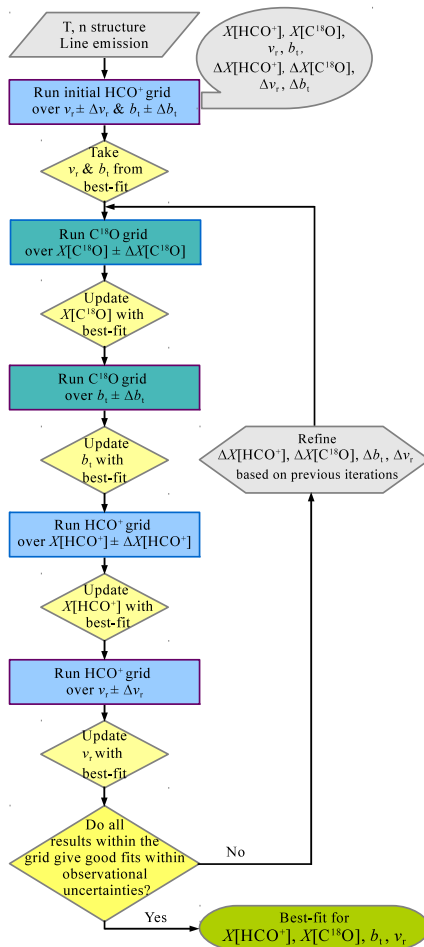 T, n structure
Line emission
X[HCO⁺], X[C¹⁸O],
vᵣ, bₜ,
ΔX[HCO⁺], ΔX[C¹⁸O],
Δvᵣ, Δbₜ
Run initial HCO⁺ grid
over vᵣ ± Δvᵣ & bₜ ± Δbₜ
Take
vᵣ & bₜ from
best-fit
Run C¹⁸O grid
over X[C¹⁸O] ± ΔX[C¹⁸O]
Update
X[C¹⁸O] with
best-fit
Run C¹⁸O grid
over bₜ ± Δbₜ
Update
bₜ with
best-fit
Refine
ΔX[HCO⁺], ΔX[C¹⁸O], Δbₜ, Δvᵣ
based on previous iterations
Run HCO⁺ grid
over X[HCO⁺] ± ΔX[HCO⁺]
Update
X[HCO⁺] with
best-fit
Run HCO⁺ grid
over vᵣ ± Δvᵣ
Update
vᵣ with
best-fit
Do all
results within the
grid give good fits within
observational
uncertainties?
No
Yes
Best-fit for
X[HCO⁺], X[C¹⁸O], bₜ, vᵣ